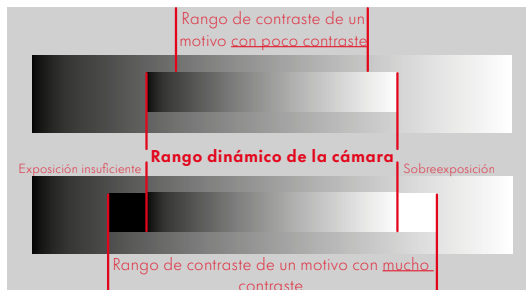 Rango de contraste de un
motivo con poco contraste
Rango dinámico de la cámara
Exposición insuficiente
Sobreexposición
Rango de contraste de un motivo con mucho
contraste